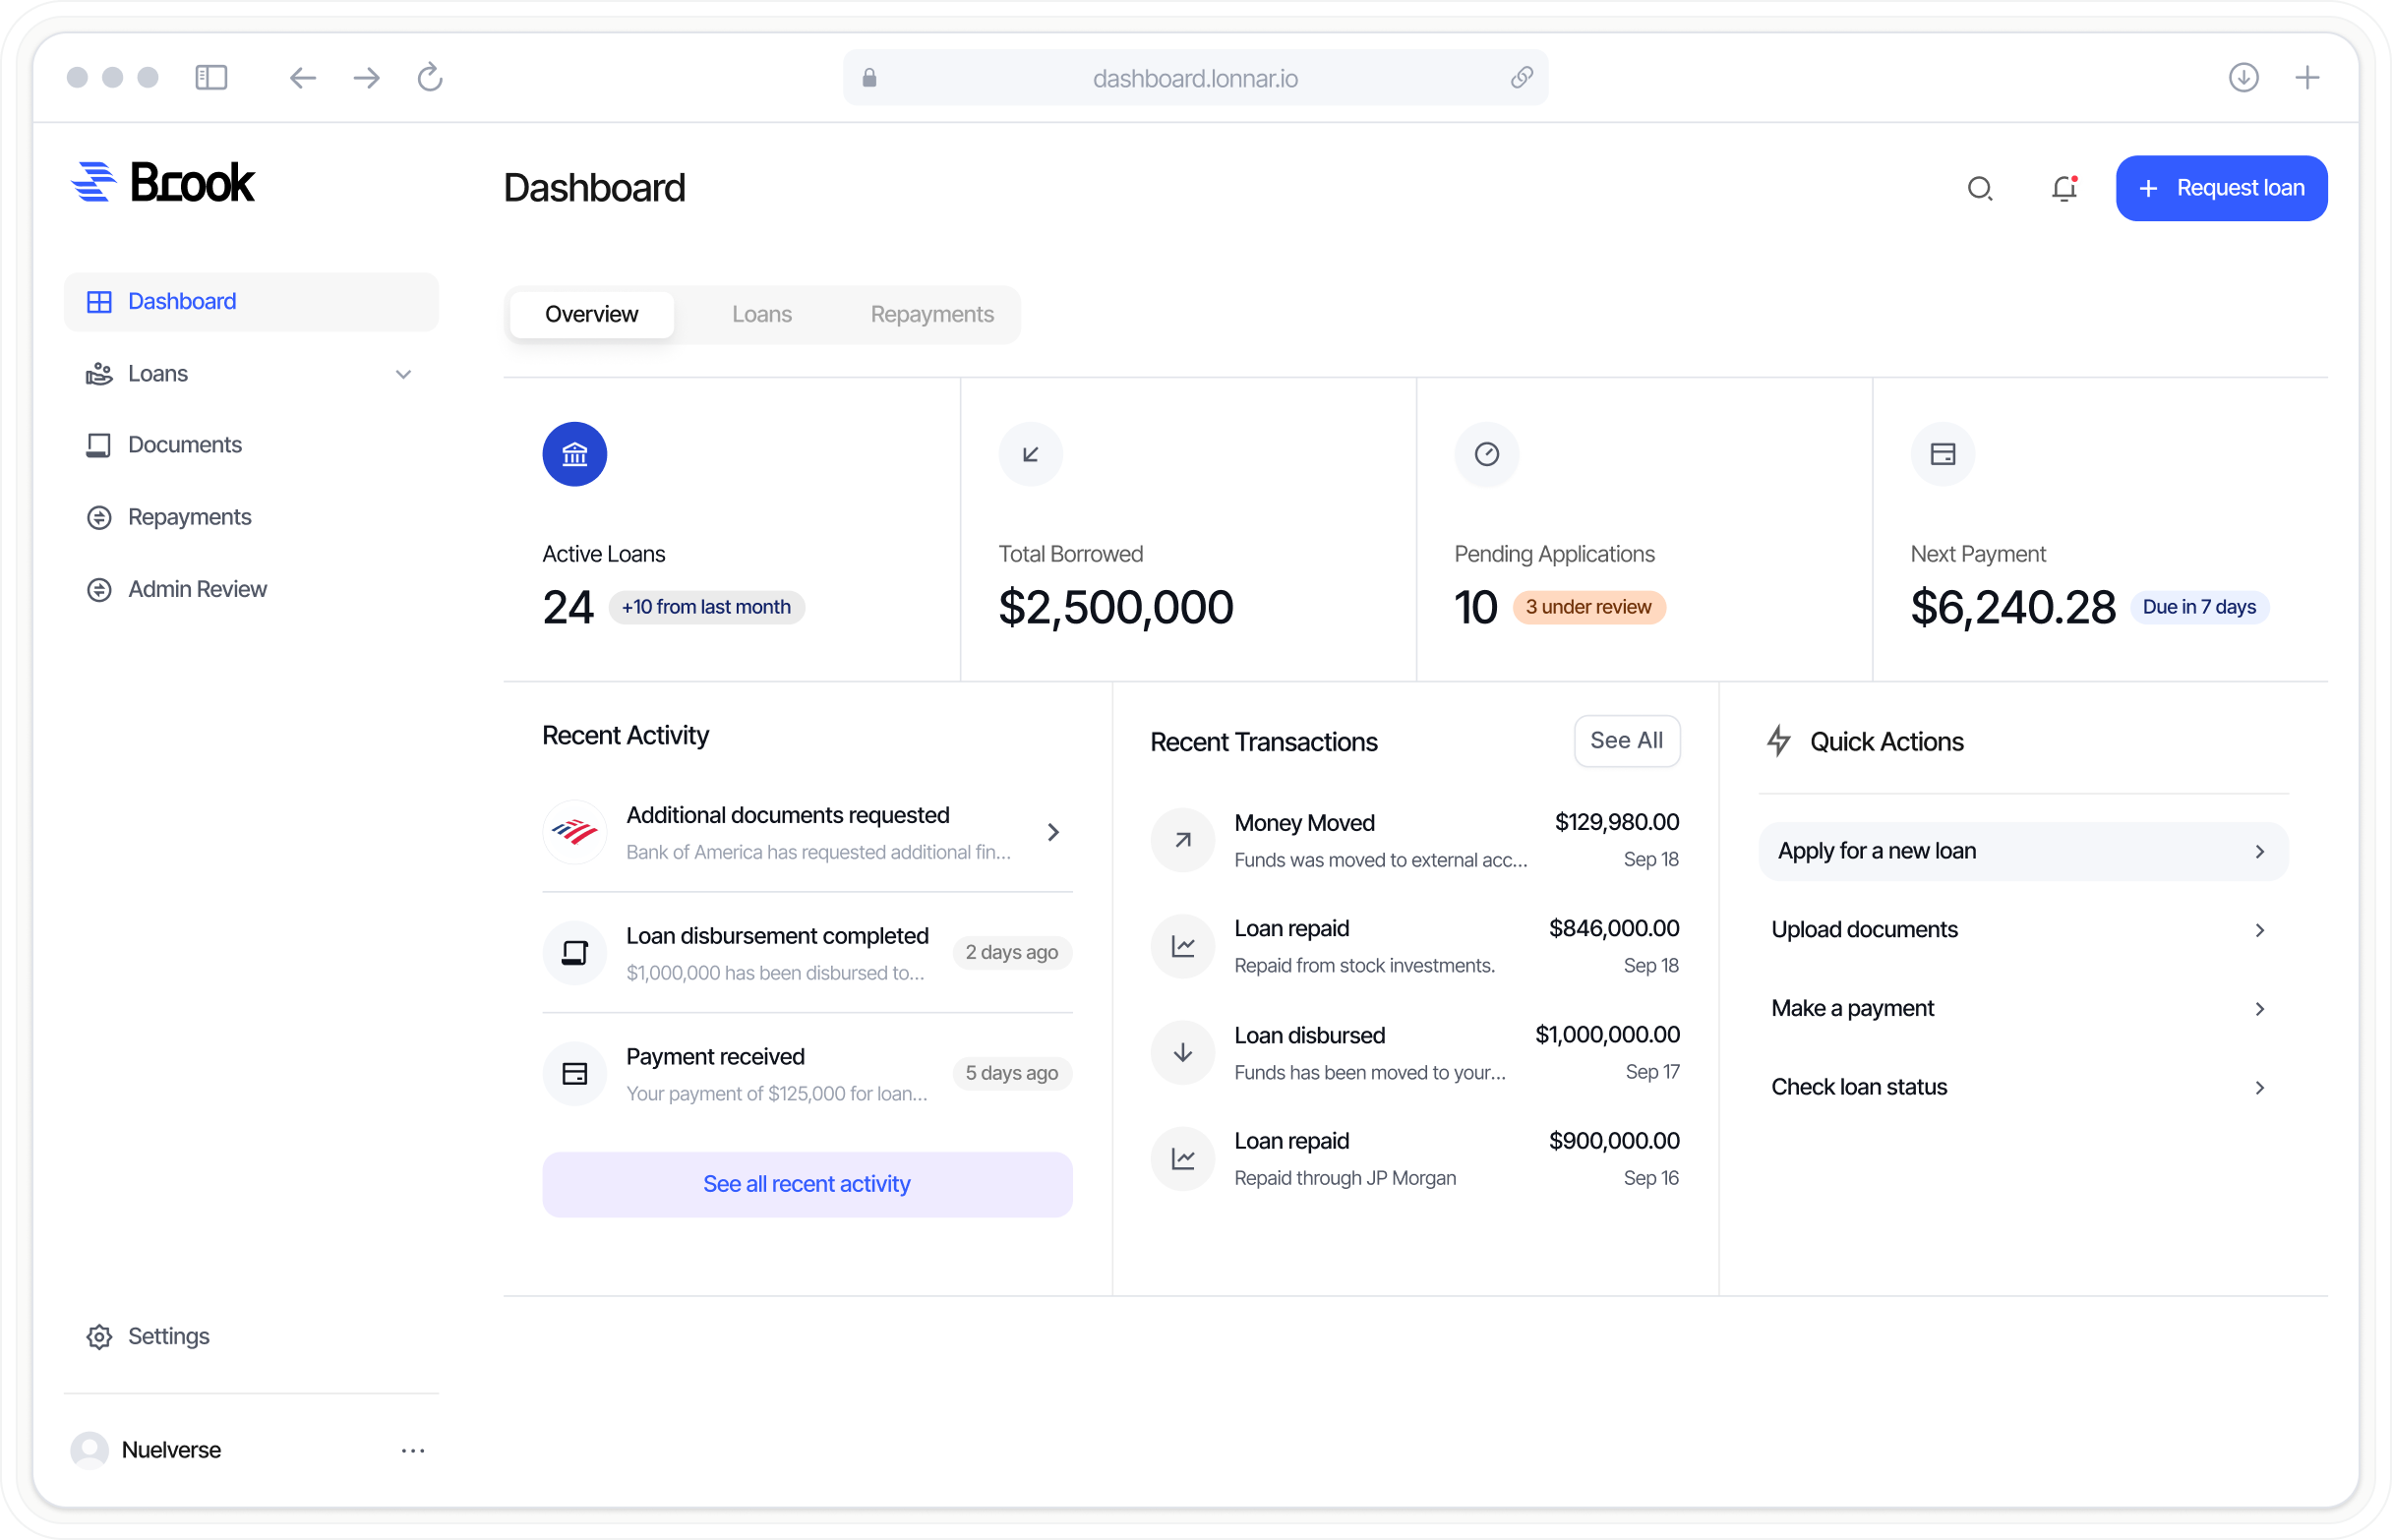 dashboard.lonnar.io
Brook
Dashboard
Request loan
Dashboard
Loans
Documents
Repayments
Admin Review
Settings
Nuelverse
Overview
Loans
Repayments
Active Loans
24
+10 from last month
Total Borrowed
$2,500,000
Pending Applications
10
3 under review
Next Payment
$6,240.28
Due in 7 days
Recent Activity
Additional documents requested
Bank of America has requested additional fin...
Loan disbursement completed
$1,000,000 has been disbursed to...
2 days ago
Payment received
Your payment of $125,000 for loan...
5 days ago
See all recent activity
Recent Transactions
See All
Money Moved
$129,980.00
Funds was moved to external acc...
Sep 18
Loan repaid
$846,000.00
Repaid from stock investments.
Sep 18
Loan disbursed
$1,000,000.00
Funds has been moved to your...
Sep 17
Loan repaid
$900,000.00
Repaid through JP Morgan
Sep 16
Quick Actions
Apply for a new loan
Upload documents
Make a payment
Check loan status